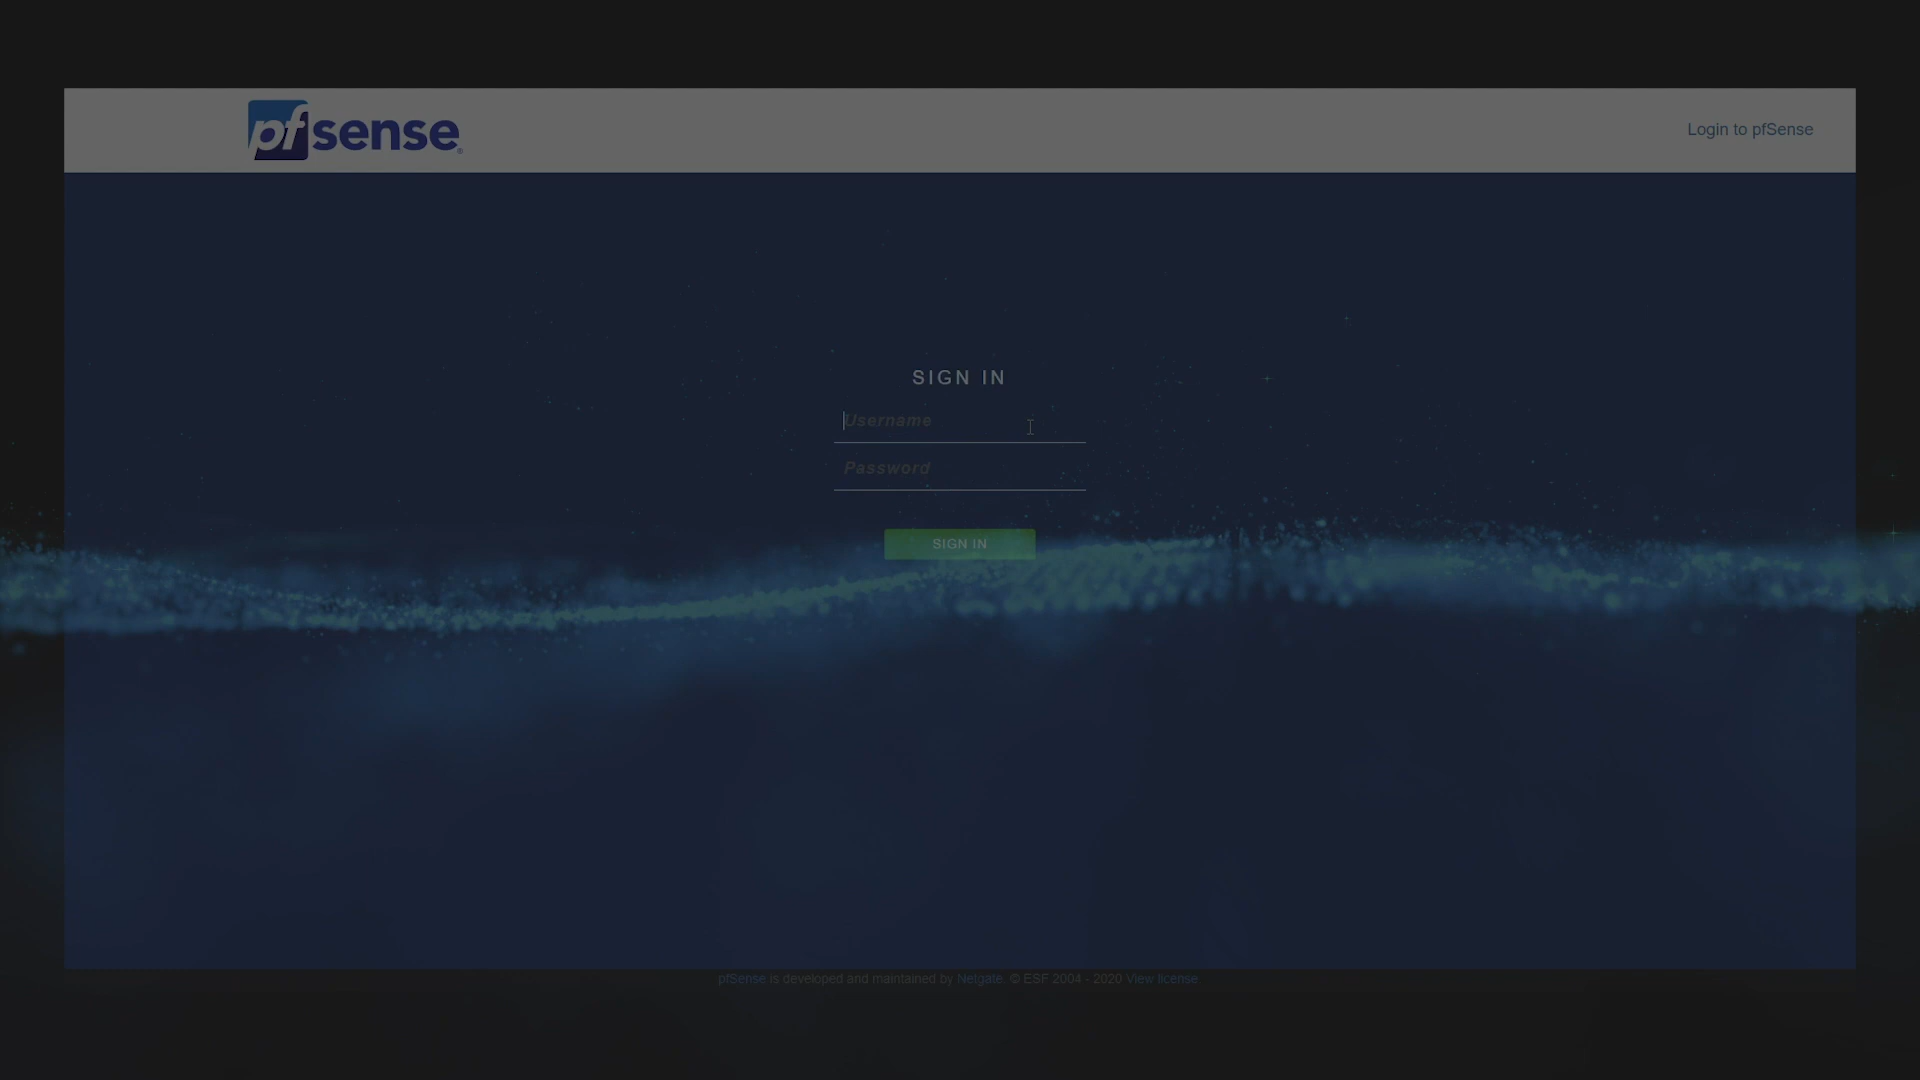 pfsense
Login to pfSense
SIGN IN
Username
Password
SIGN IN
pfSense is developed and maintained by Netgate. © ESF 2004 - 2020 View license